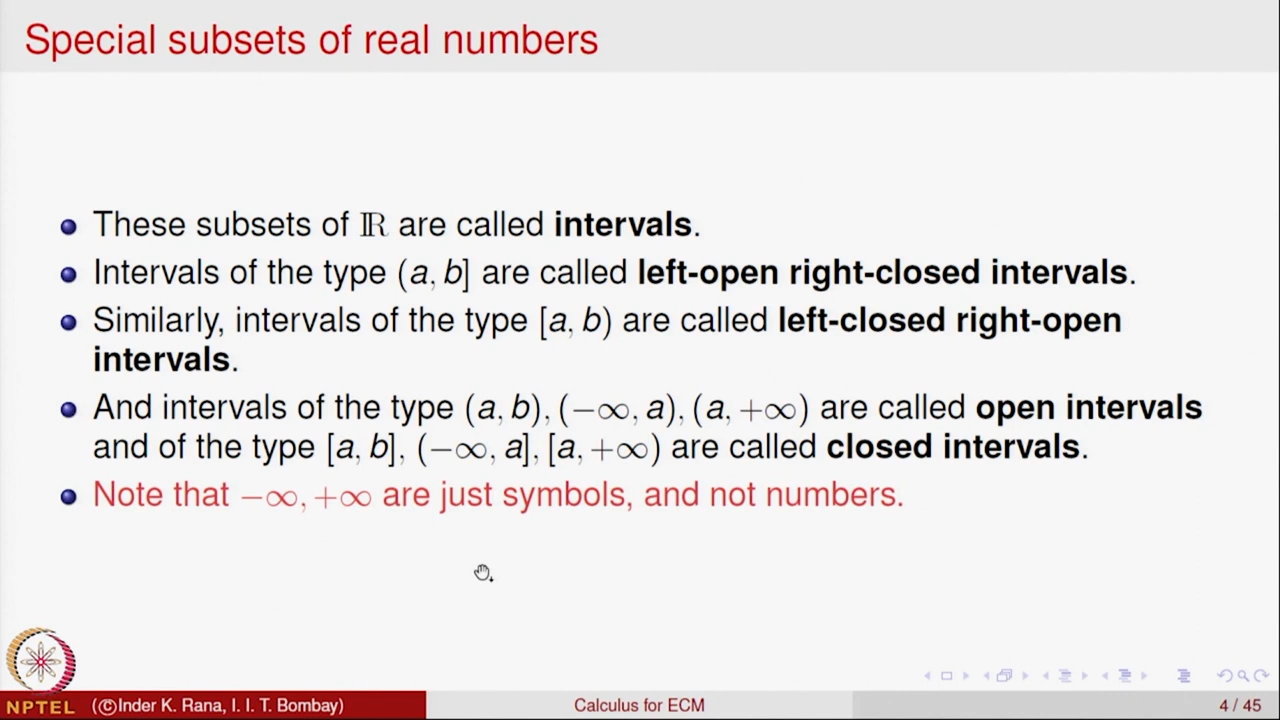 Special subsets of real numbers
These subsets of ℝ are called intervals.
Intervals of the type (a, b] are called left-open right-closed intervals.
Similarly, intervals of the type [a, b) are called left-closed right-open
intervals.
And intervals of the type (a, b), (−∞, a), (a, +∞) are called open intervals
and of the type [a, b], (−∞, a], [a, +∞) are called closed intervals.
Note that −∞, +∞ are just symbols, and not numbers.
NPTEL (©Inder K. Rana, I. I. T. Bombay) Calculus for ECM 4 / 45